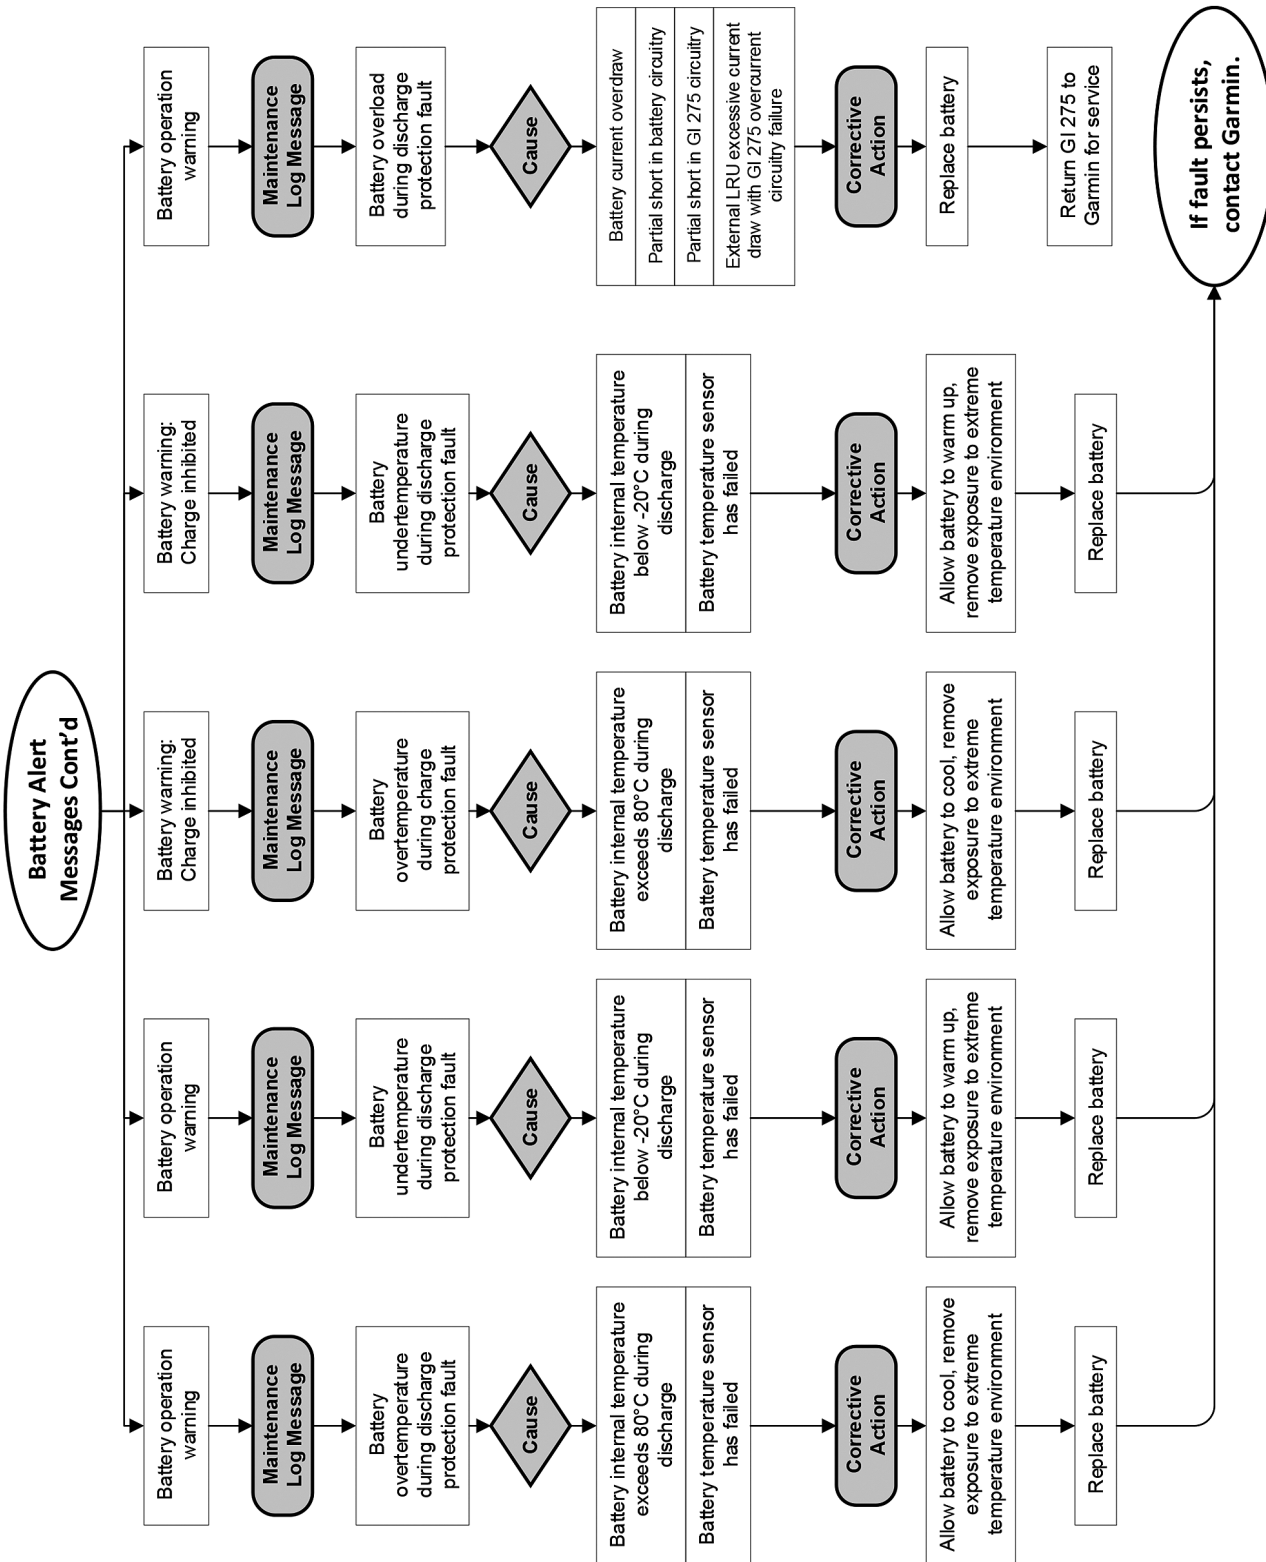 Battery Alert
Messages Cont'd
Battery operation
warning
Maintenance
Log Message
Battery
overtemperature
during discharge
protection fault
Cause
Battery internal temperature
exceeds 80°C during
discharge
Battery temperature sensor
has failed
Corrective
Action
Allow battery to cool, remove
exposure to extreme
temperature environment
Replace battery
Battery operation
warning
Maintenance
Log Message
Battery
undertemperature
during discharge
protection fault
Cause
Battery internal temperature
below -20°C during
discharge
Battery temperature sensor
has failed
Corrective
Action
Allow battery to warm up,
remove exposure to extreme
temperature environment
Replace battery
Battery warning:
Charge inhibited
Maintenance
Log Message
Battery
overtemperature
during charge
protection fault
Cause
Battery internal temperature
exceeds 80°C during
discharge
Battery temperature sensor
has failed
Corrective
Action
Allow battery to cool, remove
exposure to extreme
temperature environment
Replace battery
Battery warning:
Charge inhibited
Maintenance
Log Message
Battery
undertemperature
during discharge
protection fault
Cause
Battery internal temperature
below -20°C during
discharge
Battery temperature sensor
has failed
Corrective
Action
Allow battery to warm up,
remove exposure to extreme
temperature environment
Replace battery
Battery operation
warning
Maintenance
Log Message
Battery overload
during discharge
protection fault
Cause
Battery current overdraw
Partial short in battery circuitry
Partial short in GI 275 circuitry
External LRU excessive current
draw with GI 275 overcurrent
circuitry failure
Corrective
Action
Replace battery
Return GI 275 to
Garmin for service
If fault persists,
contact Garmin.